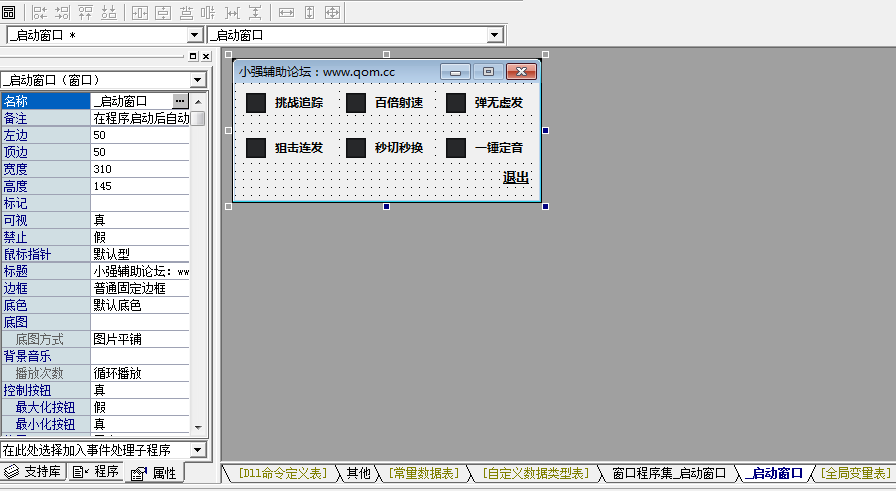 _启动窗口 *
_启动窗口
_启动窗口（窗口）
名称 _启动窗口 ...
备注 在程序启动后自动
左边 50
顶边 50
宽度 310
高度 145
标记
可视 真
禁止 假
鼠标指针 默认型
标题 小强辅助论坛：ww
边框 普通固定边框
底色 默认底色
底图
底图方式 图片平铺
背景音乐
播放次数 循环播放
控制按钮 真
最大化按钮 假
最小化按钮 真
在此处选择加入事件处理子程序
支持库 程序 属性
小强辅助论坛：www.qom.cc
挑战追踪 百倍射速 弹无虚发
狙击连发 秒切秒换 一锤定音
退出
[Dll命令定义表] 其他 [常量数据表] [自定义数据类型表] 窗口程序集_启动窗口 _启动窗口 [全局变量表]